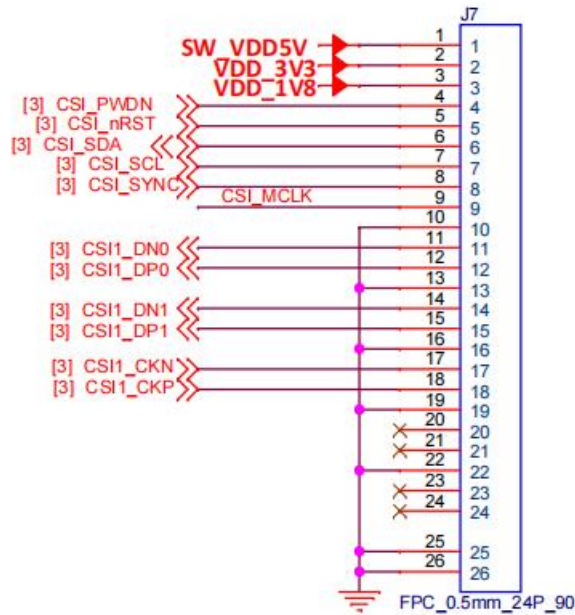 J7
SW_VDD5V 1 1
VDD_3V3 2 2
VDD_1V8 3 3
[3] CSI_PWDN 4 4
[3] CSI_nRST 5 5
[3] CSI_SDA 6 6
[3] CSI_SCL 7 7
[3] CSI_SYNC 8 8
CSI_MCLK 9 9
10 10
[3] CSI1_DN0 11 11
[3] CSI1_DP0 12 12
13 13
[3] CSI1_DN1 14 14
[3] CSI1_DP1 15 15
16 16
[3] CSI1_CKN 17 17
[3] CSI1_CKP 18 18
19 19
20 20
21 21
22 22
23 23
24 24
25 25
26 26
FPC_0.5mm_24P_90